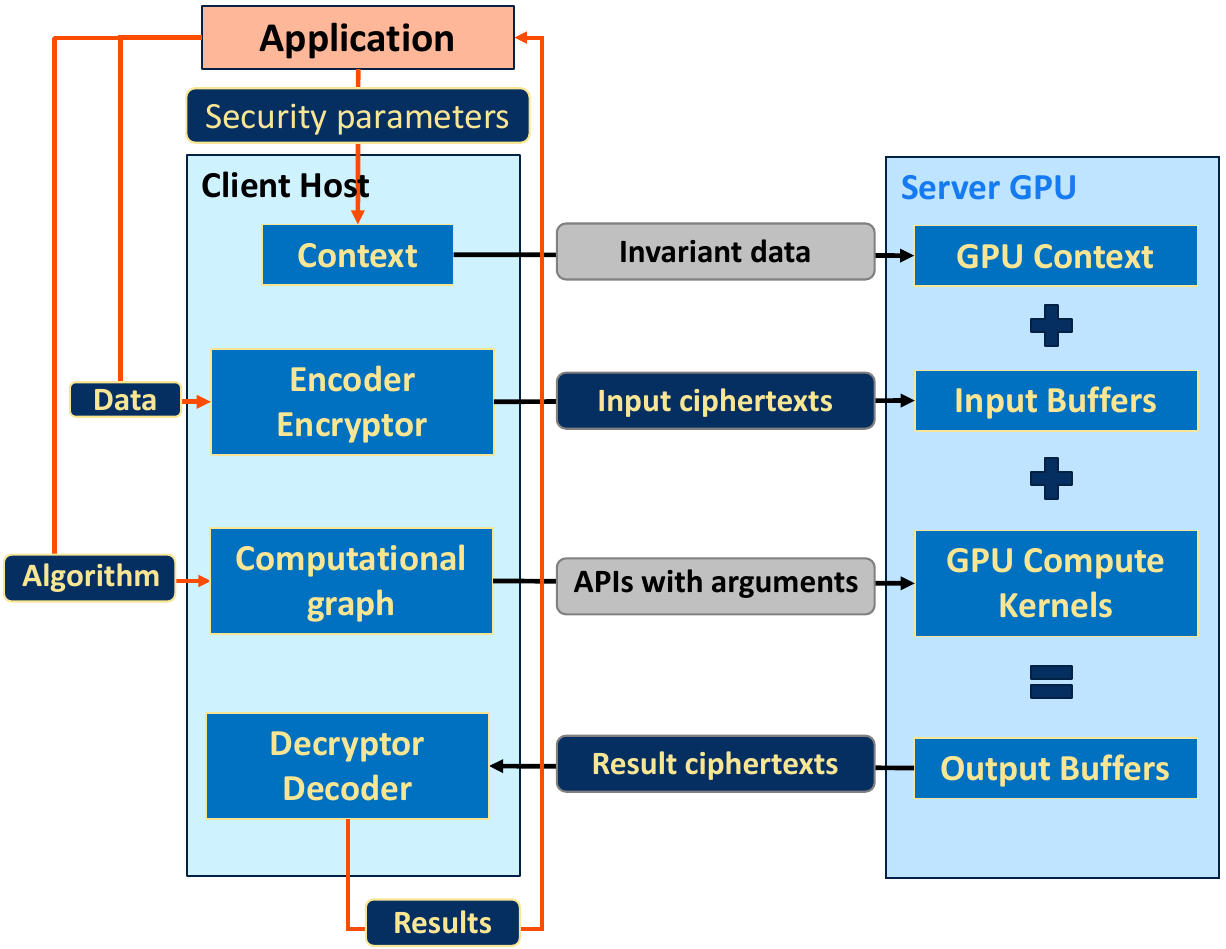 Application
Security parameters
Client Host
Server GPU
Context
Invariant data
GPU Context
Data
Encoder
Encryptor
Input ciphertexts
Input Buffers
Algorithm
Computational
graph
APIs with arguments
GPU Compute
Kernels
Decryptor
Decoder
Result ciphertexts
Output Buffers
Results